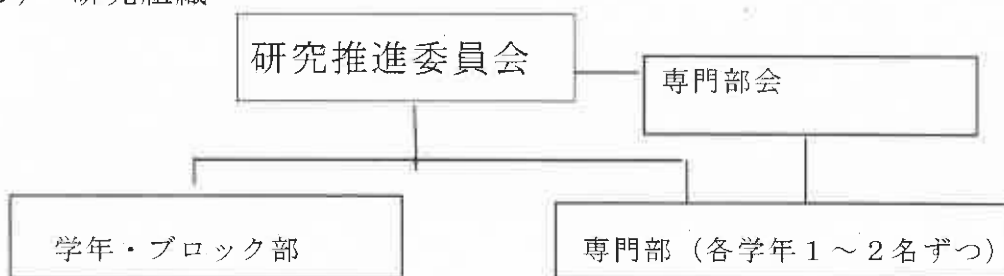 研究推進委員会
専門部会
学年・ブロック部
専門部（各学年１～２名ずつ）